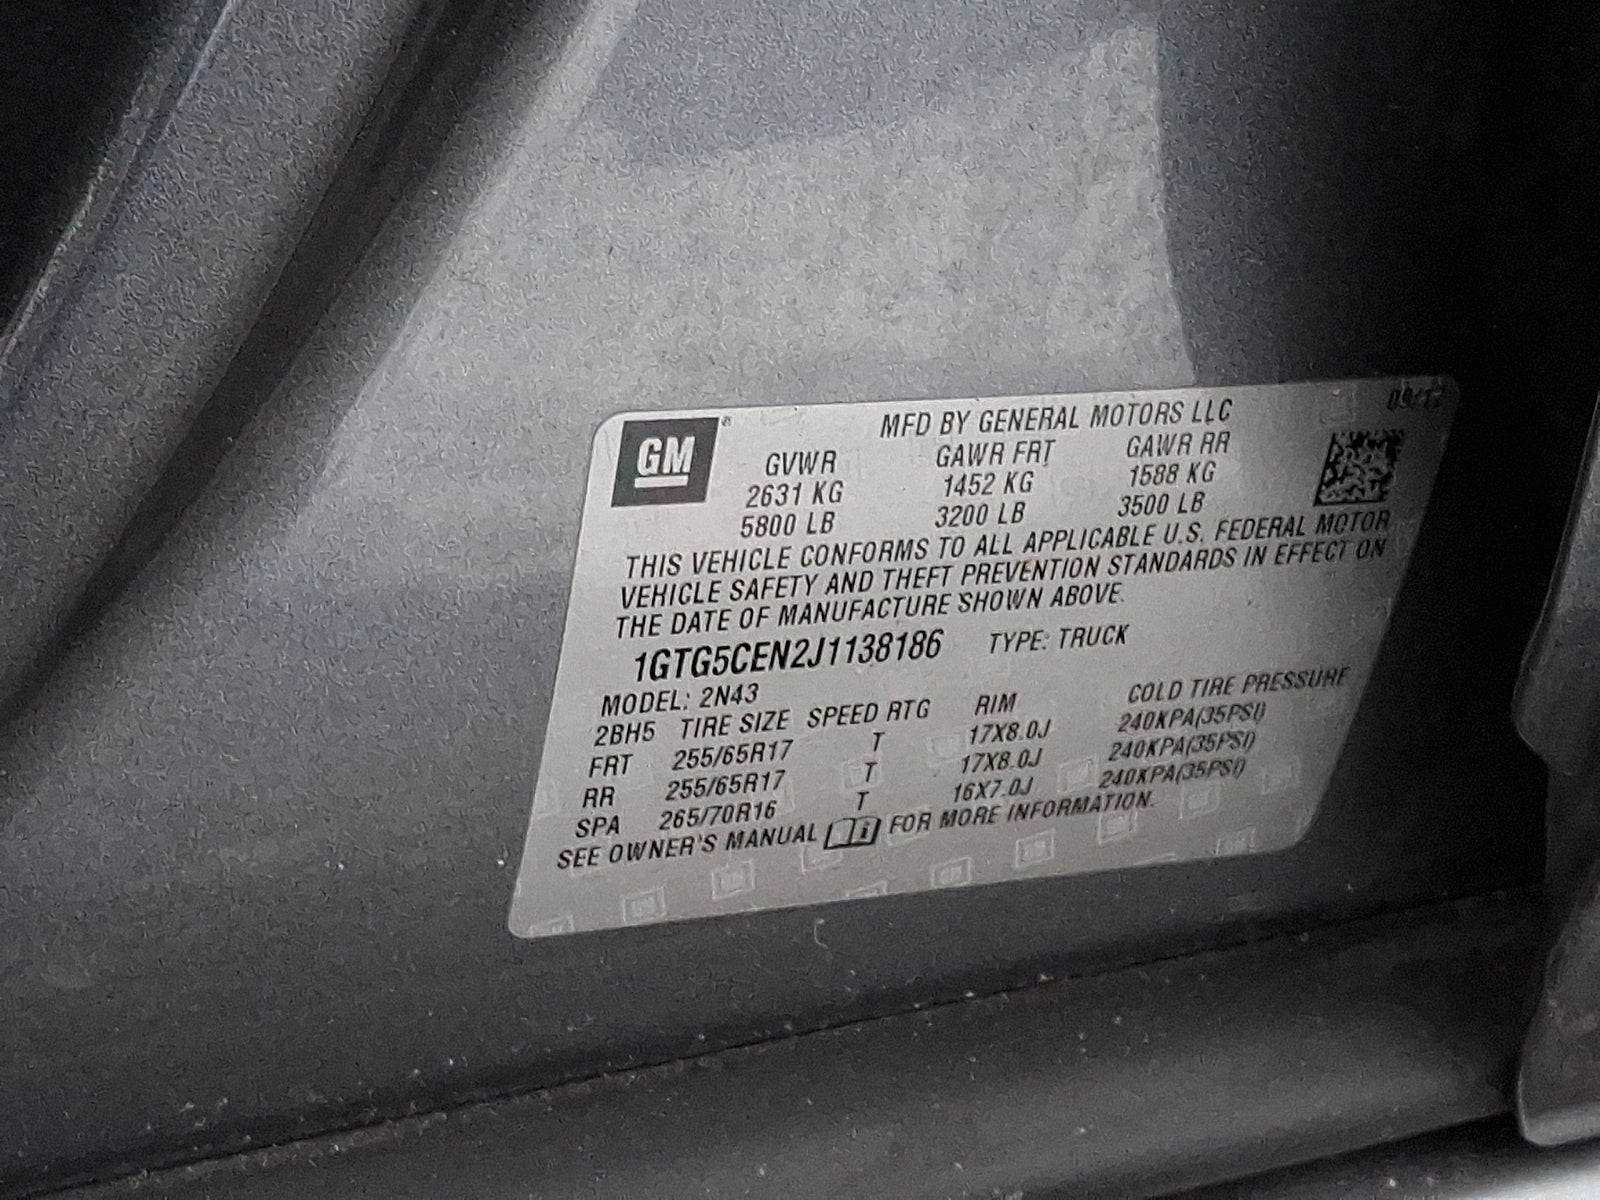 MFD BY GENERAL MOTORS LLC 09/17
GM
GVWR GAWR FRT GAWR RR
2631 KG 1452 KG 1588 KG
5800 LB 3200 LB 3500 LB
THIS VEHICLE CONFORMS TO ALL APPLICABLE U.S. FEDERAL MOTOR
VEHICLE SAFETY AND THEFT PREVENTION STANDARDS IN EFFECT ON
THE DATE OF MANUFACTURE SHOWN ABOVE.
1GTG5CEN2J1138186 TYPE: TRUCK
MODEL: 2N43
2BH5 TIRE SIZE SPEED RTG RIM COLD TIRE PRESSURE
FRT 255/65R17 T 17X8.0J 240KPA(35PSI)
RR 255/65R17 T 17X8.0J 240KPA(35PSI)
SPA 265/70R16 T 16X7.0J 240KPA(35PSI)
SEE OWNER'S MANUAL FOR MORE INFORMATION.